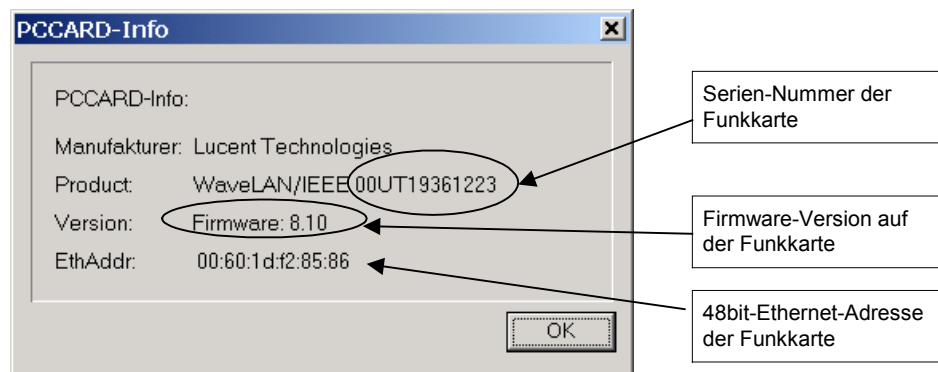 PCCARD-Info
PCCARD-Info:
Manufakturer: Lucent Technologies
Product: WaveLAN/IEEE 00UT19361223
Version: Firmware: 8.10
EthAddr: 00:60:1d:f2:85:86
OK
Serien-Nummer der
Funkkarte
Firmware-Version auf
der Funkkarte
48bit-Ethernet-Adresse
der Funkkarte